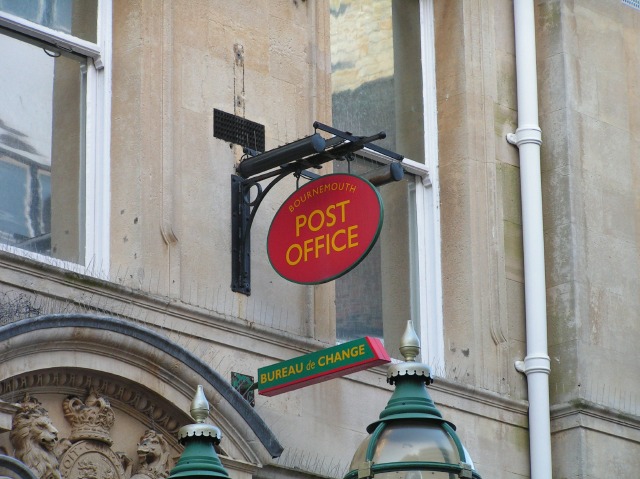 BOURNEMOUTH
POST
OFFICE
BUREAU de CHANGE